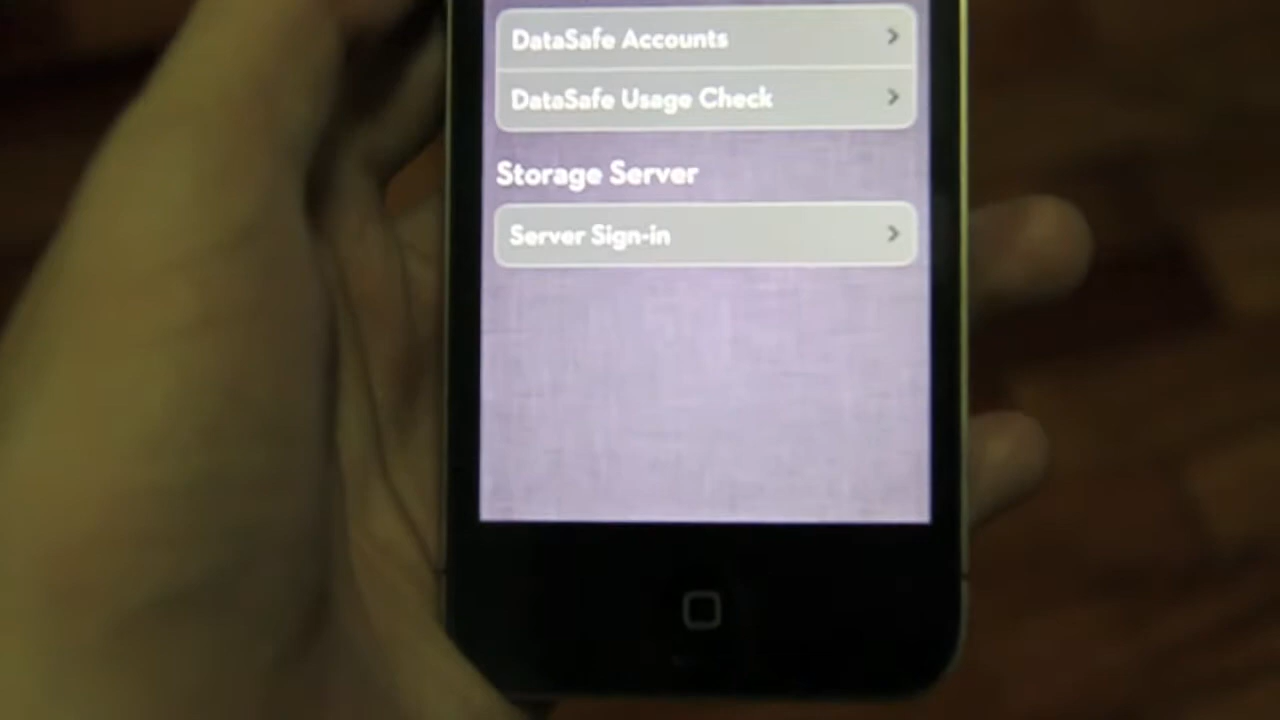 DataSafe Accounts
DataSafe Usage Check
Storage Server
Server Sign-in